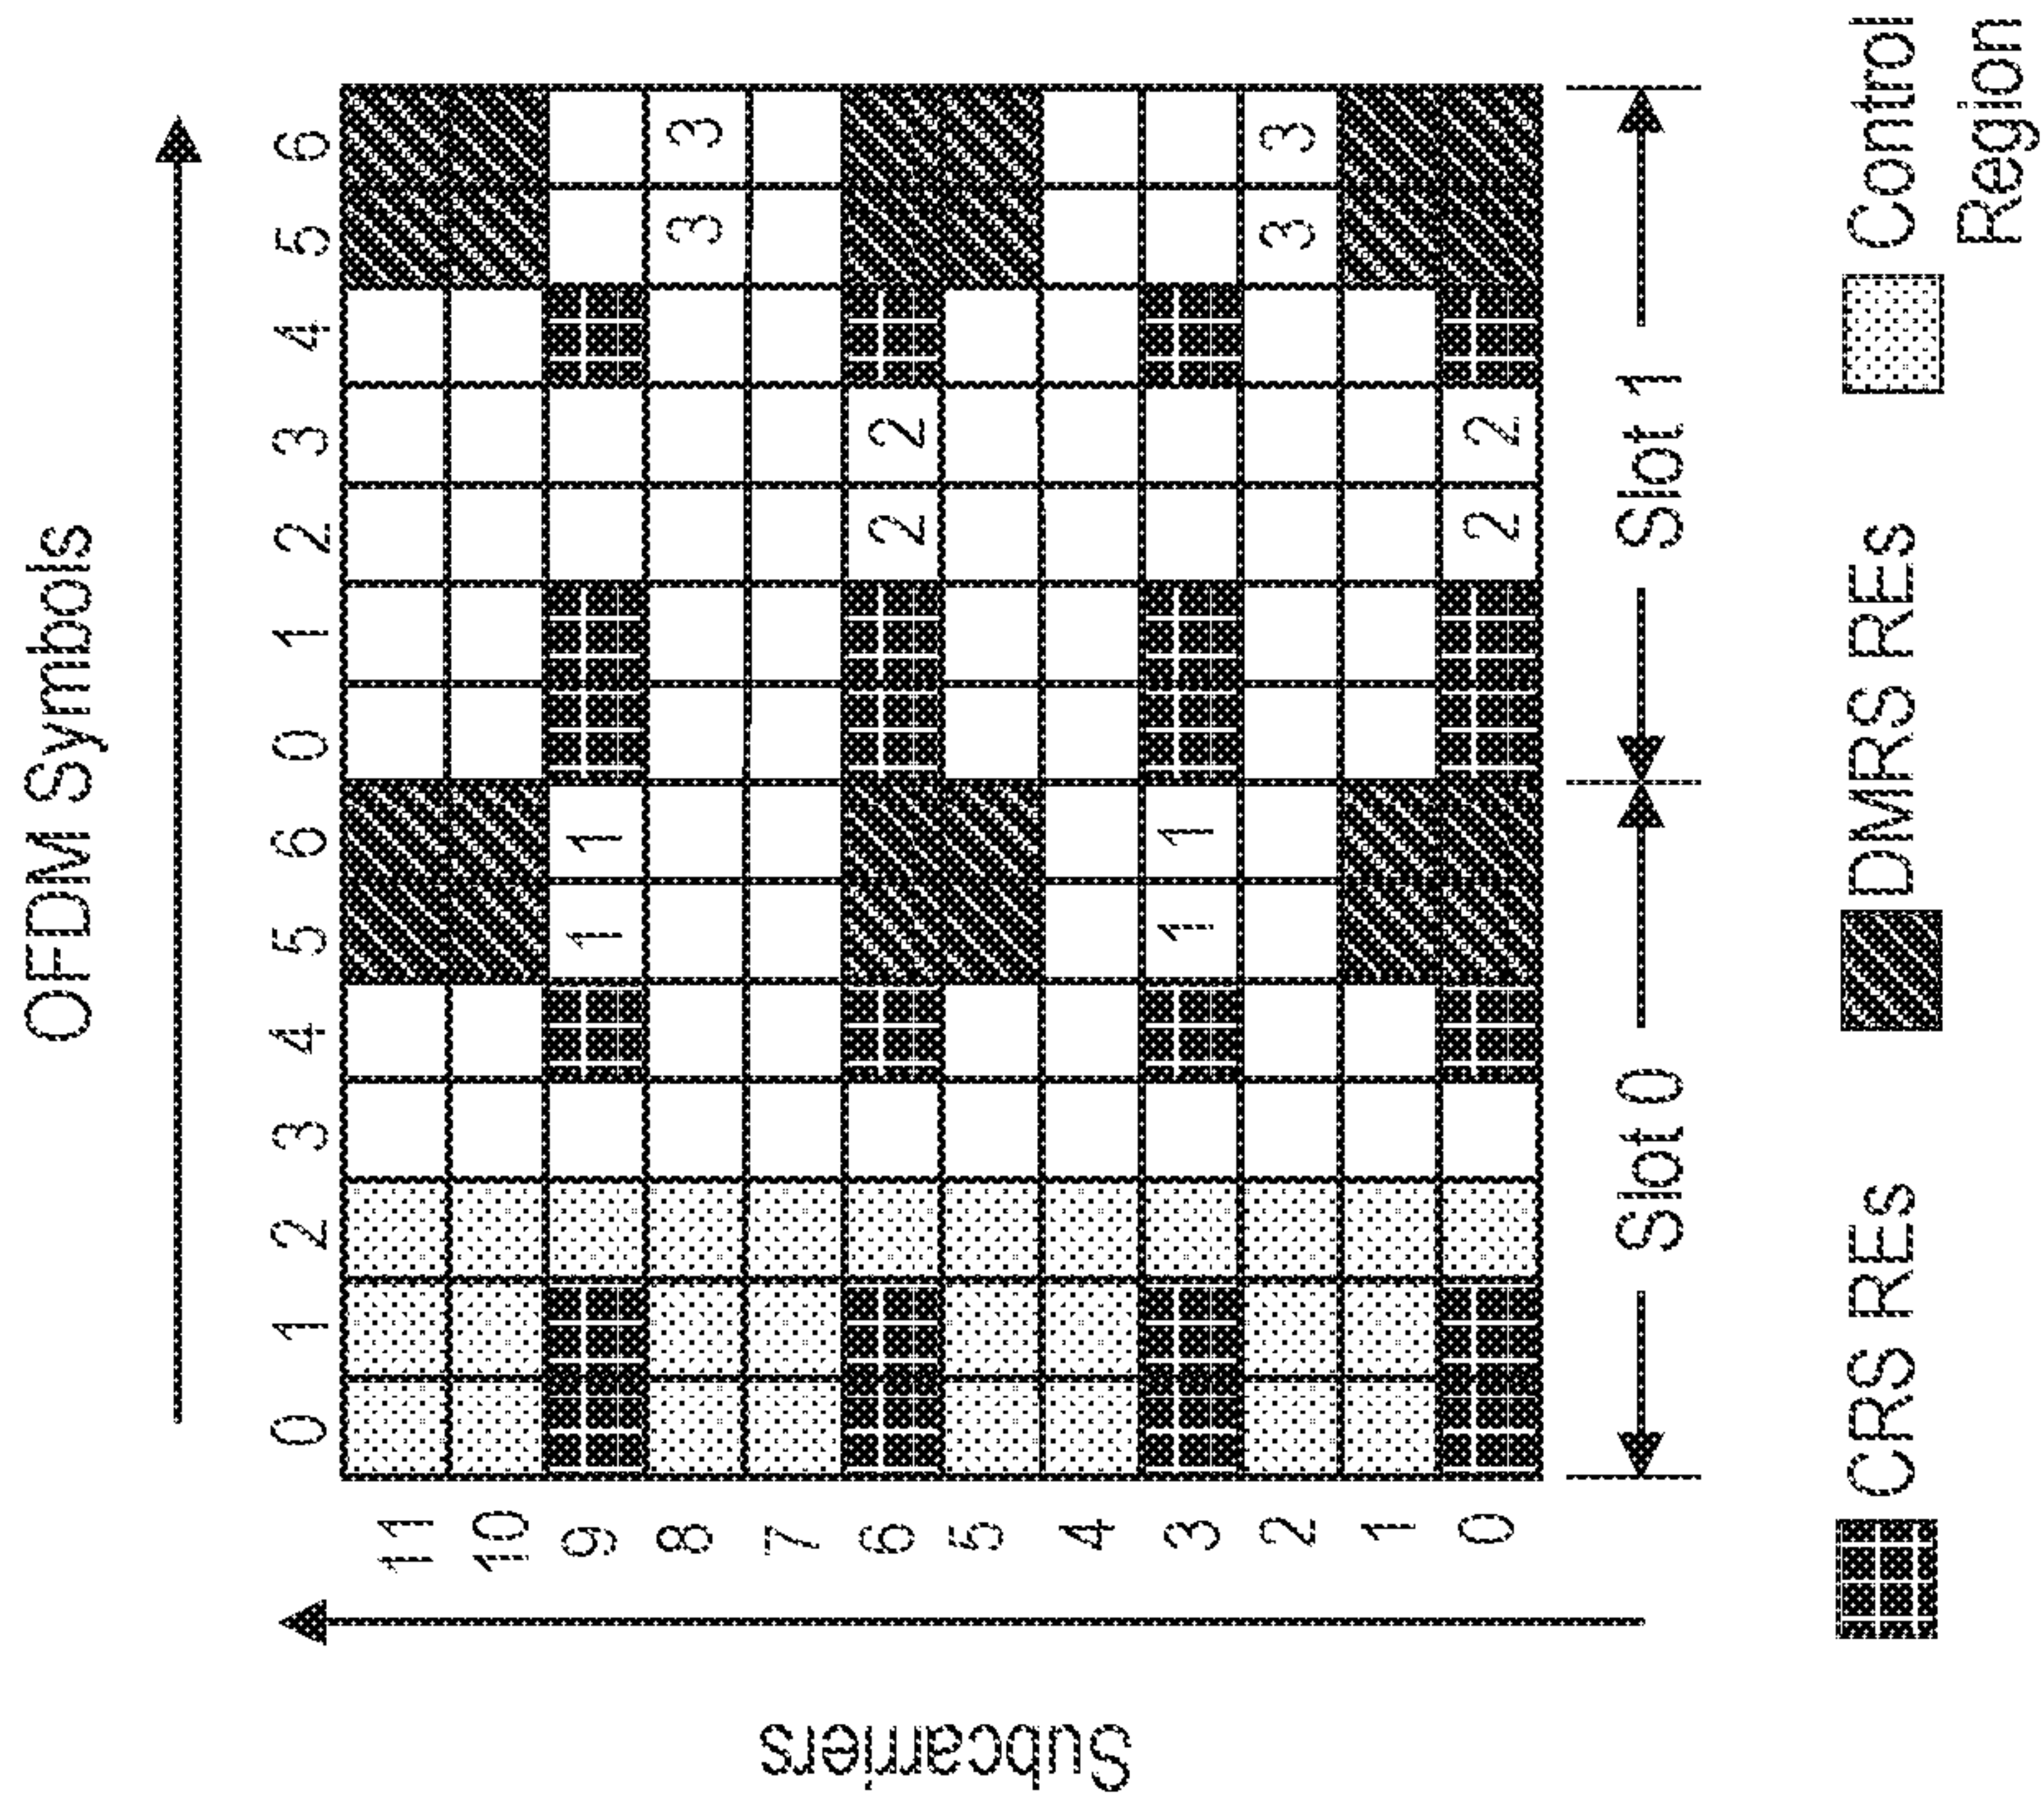 OFDM Symbols
0 1 2 3 4 5 6 0 1 2 3 4 5 6
Subcarriers
11
10
9 1 1
8 3 3
7
6 2 2
5
4
3 1 1
2 3 3
1
0 2 2
Slot 0 Slot 1
CRS REs DMRS REs Control
Region